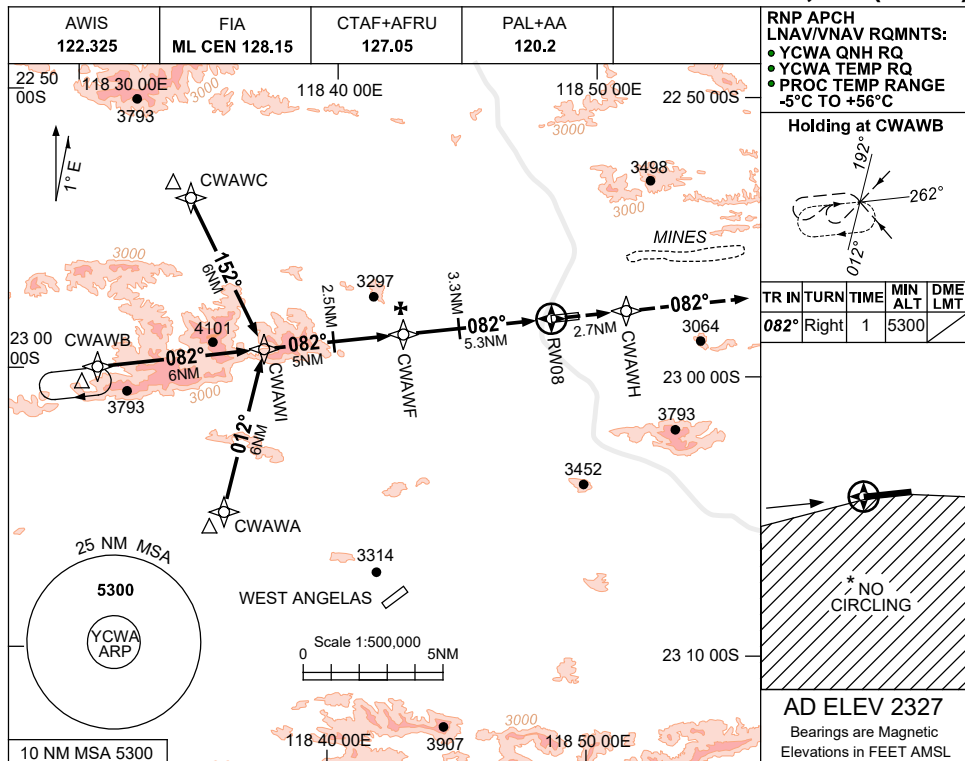 AWIS
122.325
FIA
ML CEN 128.15
CTAF+AFRU
127.05
PAL+AA
120.2
RNP APCH
LNAV/VNAV RQMNTS:
YCWA QNH RQ
YCWA TEMP RQ
PROC TEMP RANGE
-5°C TO +56°C
22 50
00S
118 30 00E
3000
118 40 00E
118 50 00E
3000
22 50 00S
3793
1° E
CWAWC
3498
3000
MINES
3000
152°
6NM
3297
2.5NM
3.3NM
4101
CWAWB
23 00
00S
082°
6NM
082°
5NM
082°
5.3NM
2.7NM
082°
3064
3793
3000
CWAWI
CWAWF
RW08
CWAWH
23 00 00S
012°
6NM
3793
3452
CWAWA
3314
WEST ANGELAS
25 NM MSA
5300
YCWA
ARP
Scale 1:500,000
0
5NM
23 10 00S
3000
118 40 00E
3907
118 50 00E
10 NM MSA 5300
Holding at CWAWB
192°
262°
012°
TR IN
TURN
TIME
MIN
ALT
DME
LMT
082°
Right
1
5300
* NO
CIRCLING
AD ELEV 2327
Bearings are Magnetic
Elevations in FEET AMSL